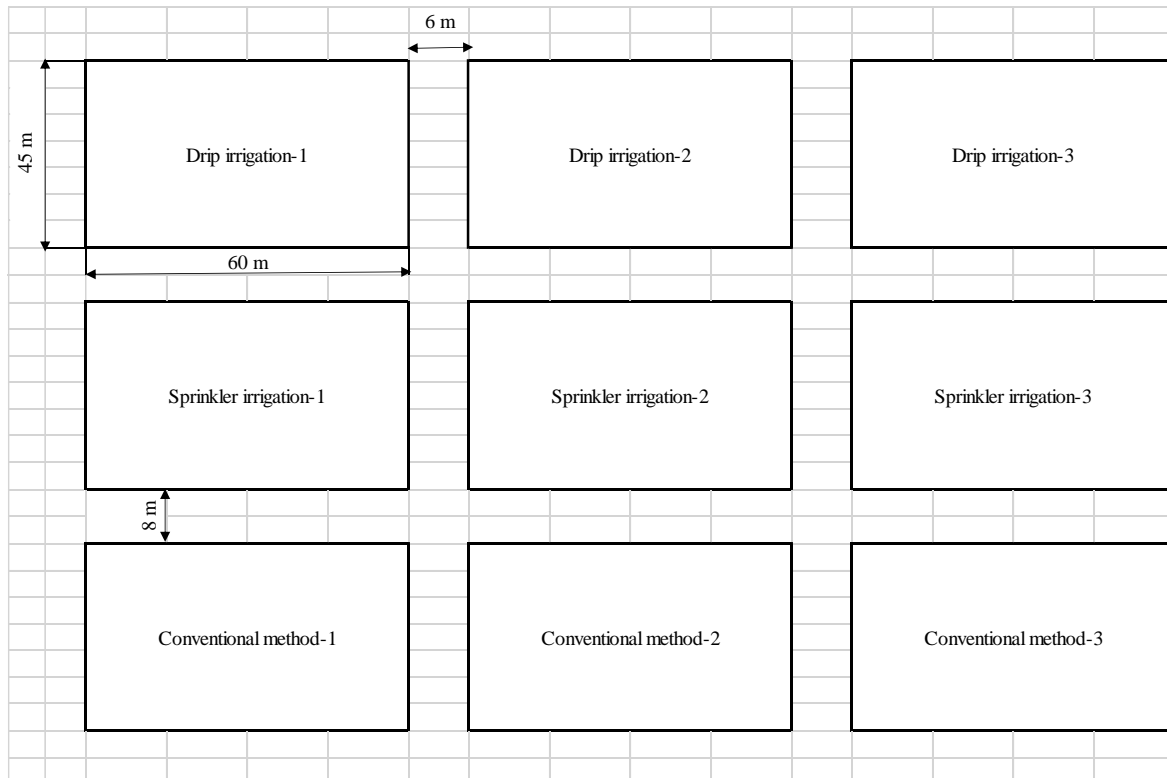 6 m
45 m
Drip irrigation-1
Drip irrigation-2
Drip irrigation-3
60 m
Sprinkler irrigation-1
Sprinkler irrigation-2
Sprinkler irrigation-3
8 m
Conventional method-1
Conventional method-2
Conventional method-3